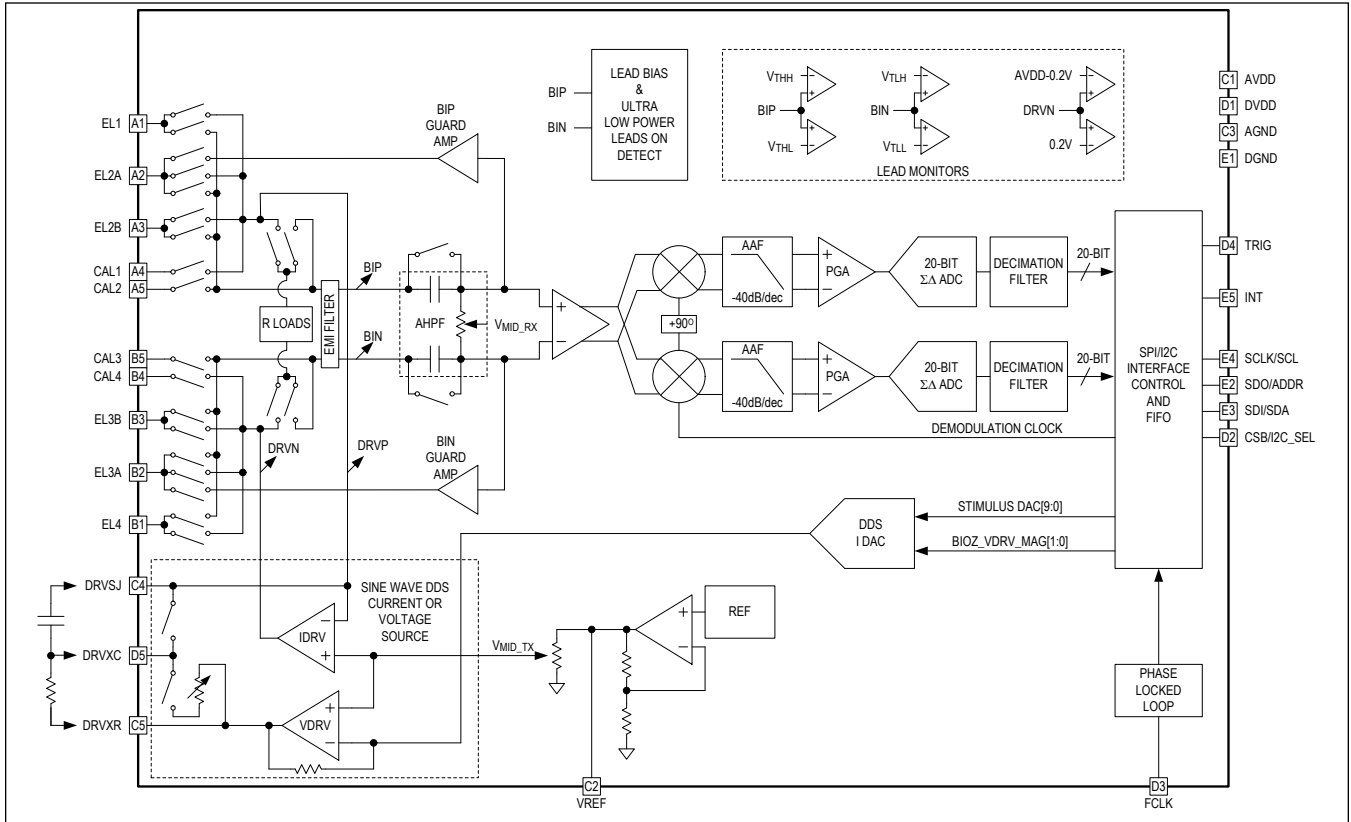 EL1 A1
EL2A A2
EL2B A3
CAL1 A4
CAL2 A5
CAL3 B5
CAL4 B4
EL3B B3
EL3A B2
EL4 B1
DRVSJ C4
DRVXC D5
DRVXR C5
BIP
GUARD
AMP
R LOADS
EMI FILTER
BIP
BIN
DRVN
DRVP
BIN
GUARD
AMP
AHPF
VMID_RX
BIP
BIN
LEAD BIAS
&
ULTRA
LOW POWER
LEADS ON
DETECT
VTHH
BIP
VTHL
VTLH
BIN
VTLL
AVDD-0.2V
DRVN
0.2V
− +
+ −
− +
+ −
− +
+ −
LEAD MONITORS
+
−
+90O
AAF
-40dB/dec
+
−
PGA
20-BIT
ΣΔ ADC
DECIMATION
FILTER
20-BIT
AAF
-40dB/dec
+
−
PGA
20-BIT
ΣΔ ADC
DECIMATION
FILTER
20-BIT
DEMODULATION CLOCK
SPI/I2C
INTERFACE
CONTROL
AND
FIFO
STIMULUS DAC[9:0]
BIOZ_VDRV_MAG[1:0]
DDS
I DAC
SINE WAVE DDS
CURRENT OR
VOLTAGE
SOURCE
IDRV
−
+
VDRV
+
−
VMID_TX
+
−
REF
PHASE
LOCKED
LOOP
C1 AVDD
D1 DVDD
C3 AGND
E1 DGND
D4 TRIG
E5 INT
E4 SCLK/SCL
E2 SDO/ADDR
E3 SDI/SDA
D2 CSB/I2C_SEL
C2
VREF
D3
FCLK